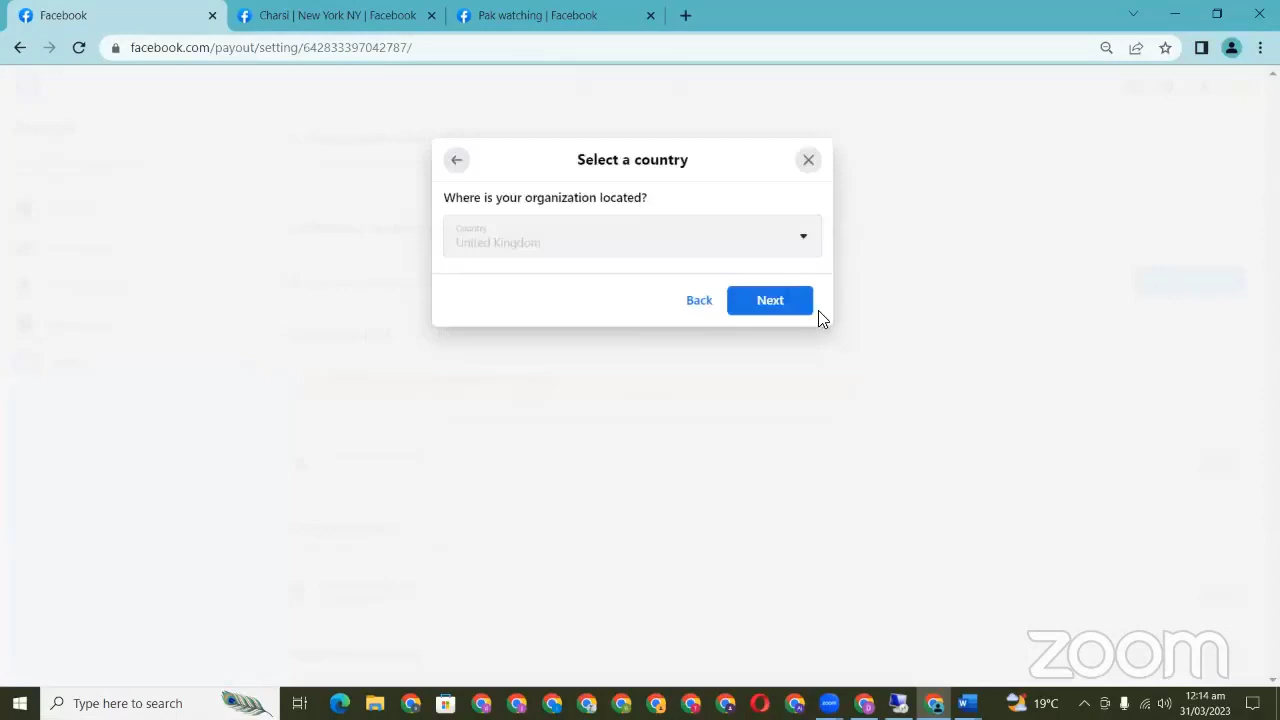 Facebook
Charsi | New York NY | Facebook
Pak watching | Facebook
facebook.com/payout/setting/642833397042787/
Select a country
Where is your organization located?
Country
United Kingdom
Back
Next
zoom
Type here to search
zoom
19°C
12:14 am
31/03/2023